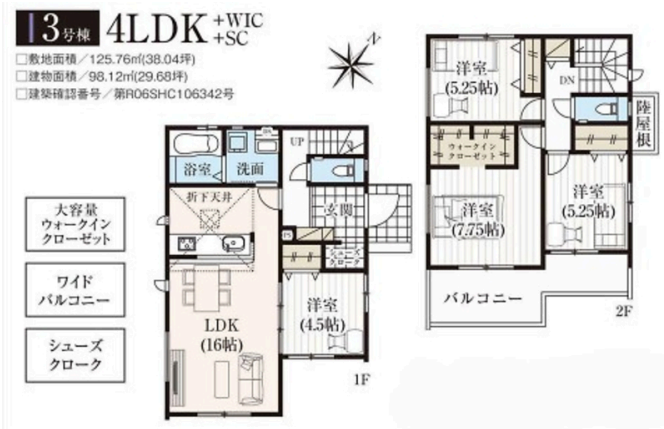 3号棟 4LDK +WIC
+SC
□敷地面積／125.76㎡(38.04坪)
□建物面積／98.12㎡(29.68坪)
□建築確認番号／第R06SHC106342号
N
大容量
ウォークイン
クローゼット
ワイド
バルコニー
シューズ
クローク
浴室
洗面
UP
折下天井
玄関
シューズ
クローク
LDK
(16帖)
洋室
(4.5帖)
1F
洋室
(5.25帖)
DN
陸屋根
ウォークイン
クローゼット
洋室
(7.75帖)
洋室
(5.25帖)
バルコニー
2F